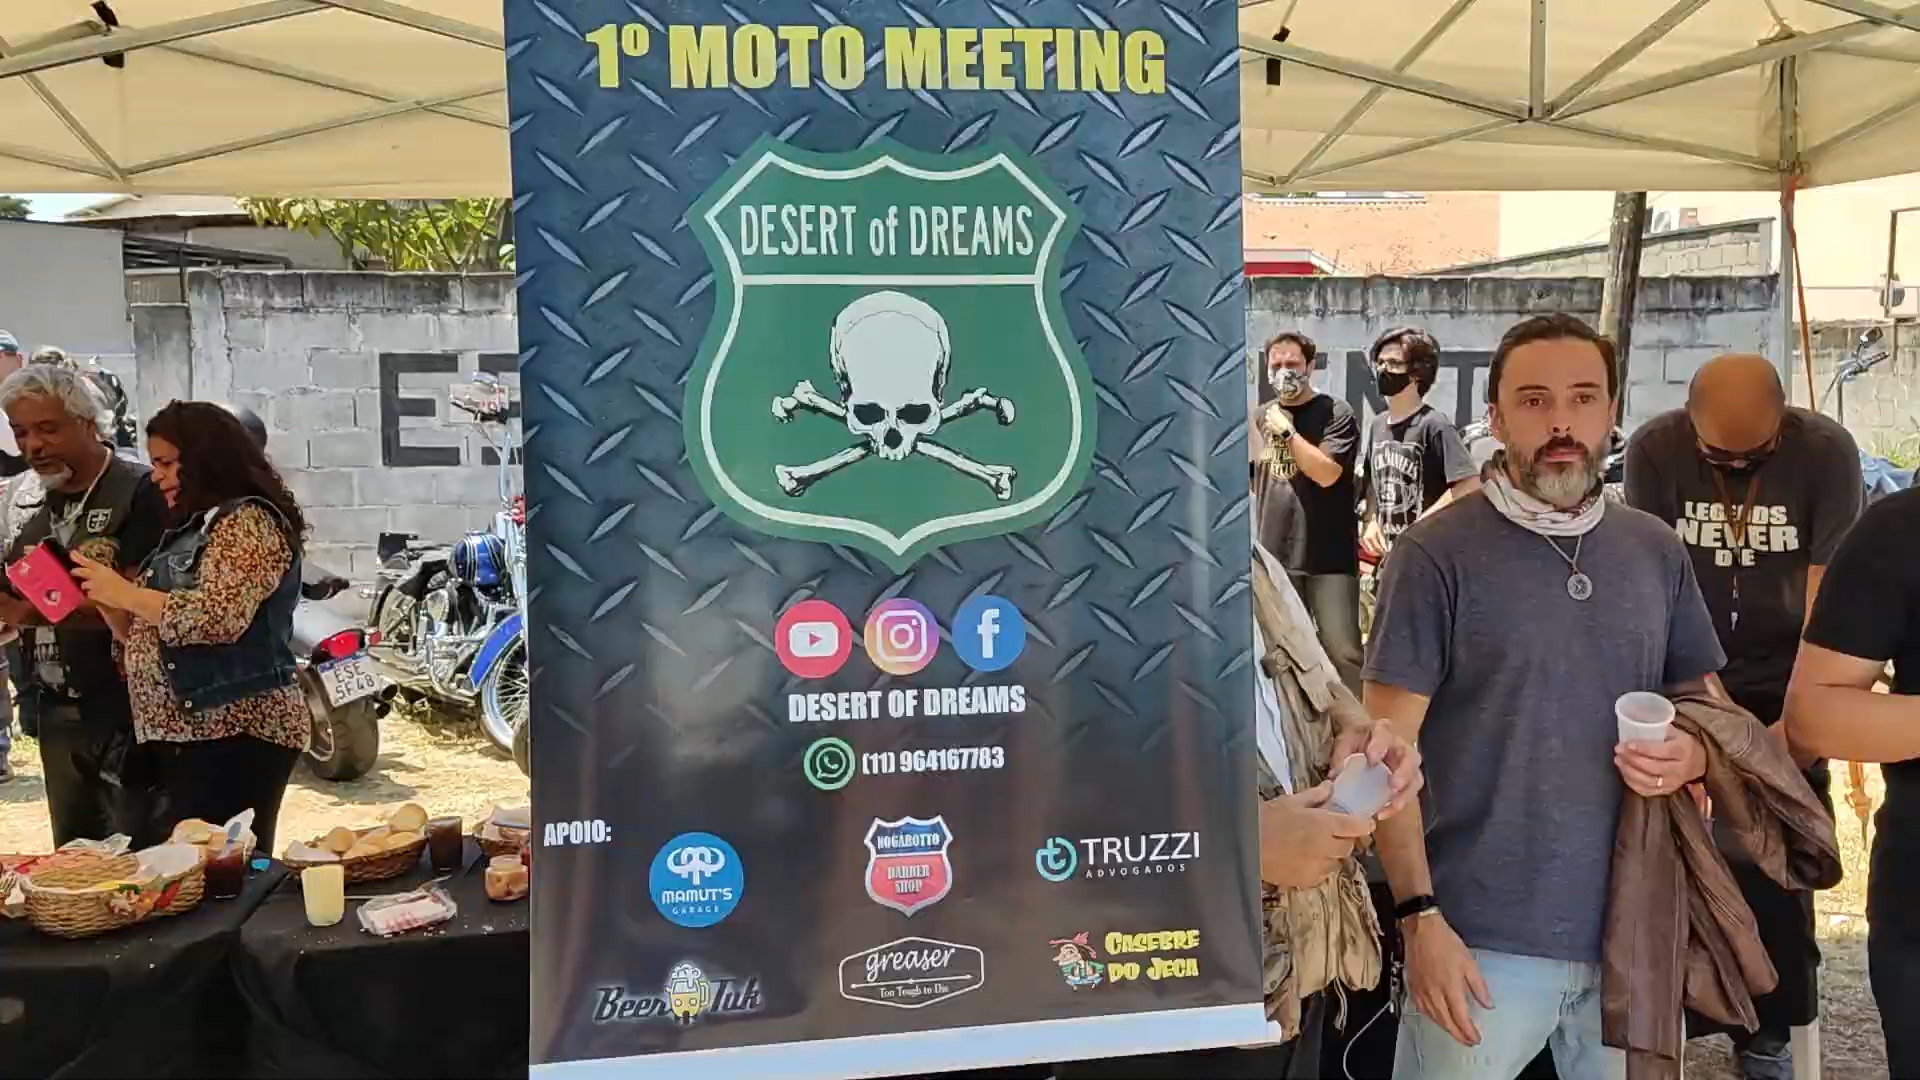 1º MOTO MEETING
DESERT of DREAMS
DESERT OF DREAMS
(11) 964167783
APOIO:
MAMUT'S
GARAGE
NOGAROTTO
BARBER
SHOP
TRUZZI
ADVOGADOS
Beer Tuk
greaser
Too Tough to Die
CASEBRE
DO JECA
LEGENDS
NEVER
DIE
ESE
5F48